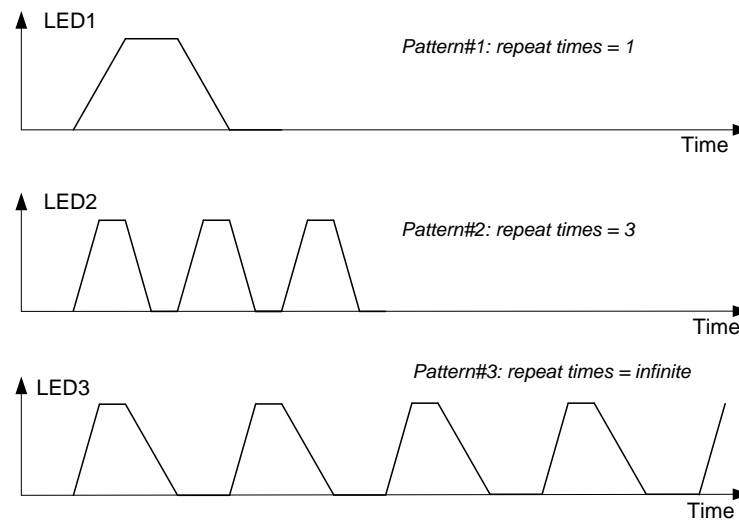 LED1
Pattern#1: repeat times = 1
Time
LED2
Pattern#2: repeat times = 3
Time
Pattern#3: repeat times = infinite
LED3
Time